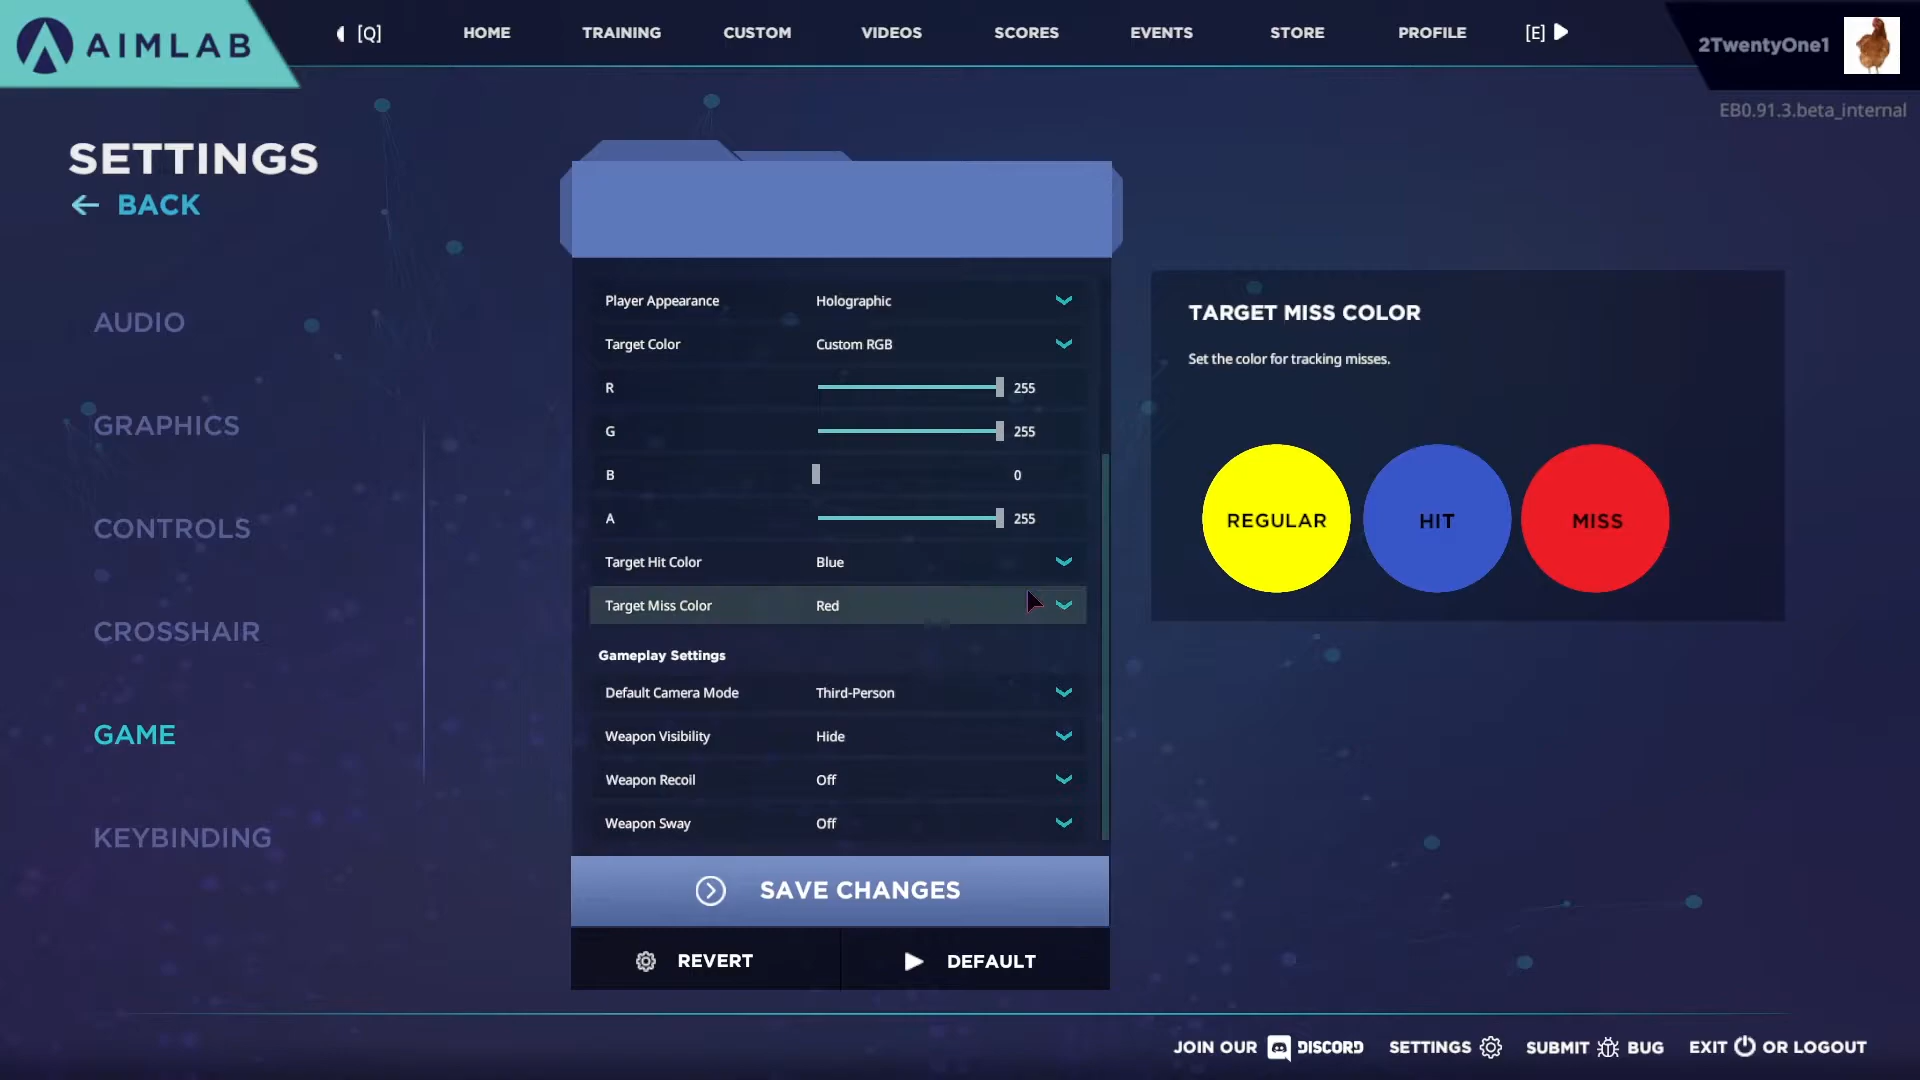 AIMLAB
[Q]
HOME
TRAINING
CUSTOM
VIDEOS
SCORES
EVENTS
STORE
PROFILE
[E]
2TwentyOne1
EB0.91.3.beta_internal
SETTINGS
BACK
AUDIO
GRAPHICS
CONTROLS
CROSSHAIR
GAME
KEYBINDING
Player Appearance Holographic
Target Color Custom RGB
R 255
G 255
B 0
A 255
Target Hit Color Blue
Target Miss Color Red
Gameplay Settings
Default Camera Mode Third-Person
Weapon Visibility Hide
Weapon Recoil Off
Weapon Sway Off
SAVE CHANGES
REVERT
DEFAULT
TARGET MISS COLOR
Set the color for tracking misses.
REGULAR
HIT
MISS
JOIN OUR DISCORD
SETTINGS
SUBMIT BUG
EXIT OR LOGOUT